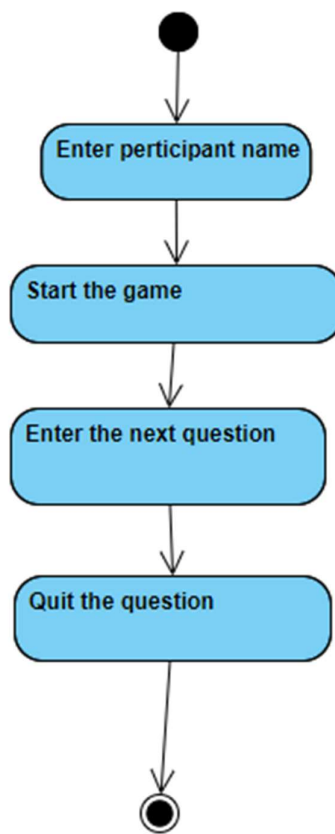 Enter perticipant name
Start the game
Enter the next question
Quit the question